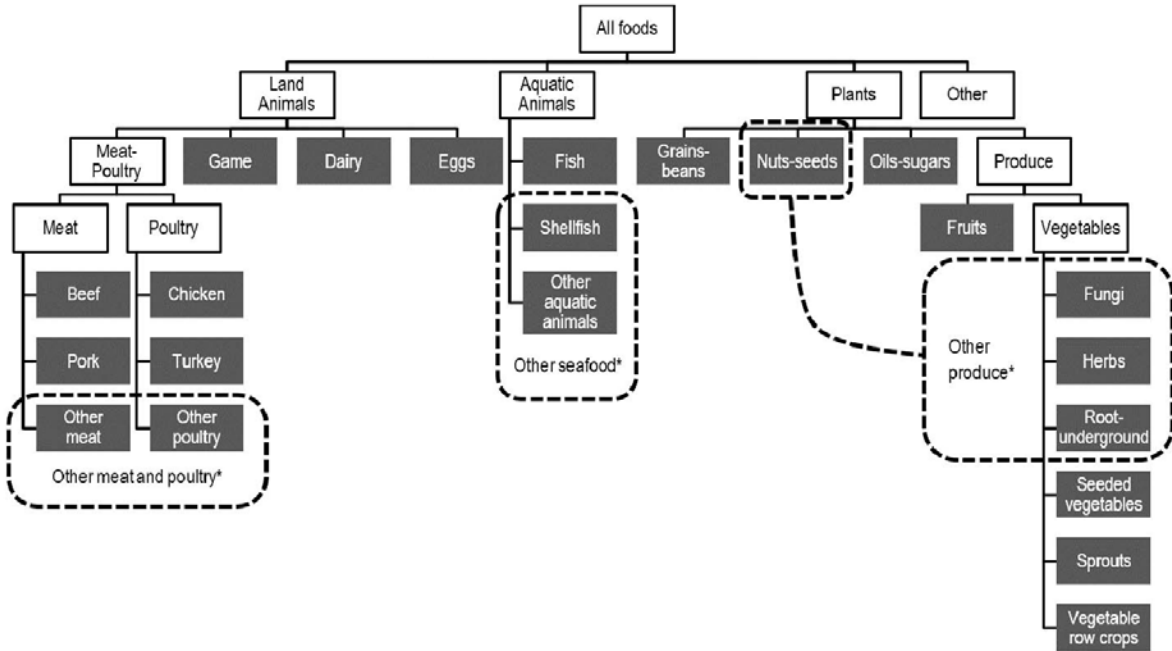 All foods
Land
Animals
Aquatic
Animals
Plants
Other
Meat-
Poultry
Game
Dairy
Eggs
Fish
Grains-
beans
Nuts-seeds
Oils-sugars
Produce
Meat
Poultry
Shellfish
Fruits
Vegetables
Beef
Chicken
Other
aquatic
animals
Fungi
Pork
Turkey
Other seafood*
Other
produce*
Herbs
Other
meat
Other
poultry
Root-
underground
Other meat and poultry*
Seeded
vegetables
Sprouts
Vegetable
row crops